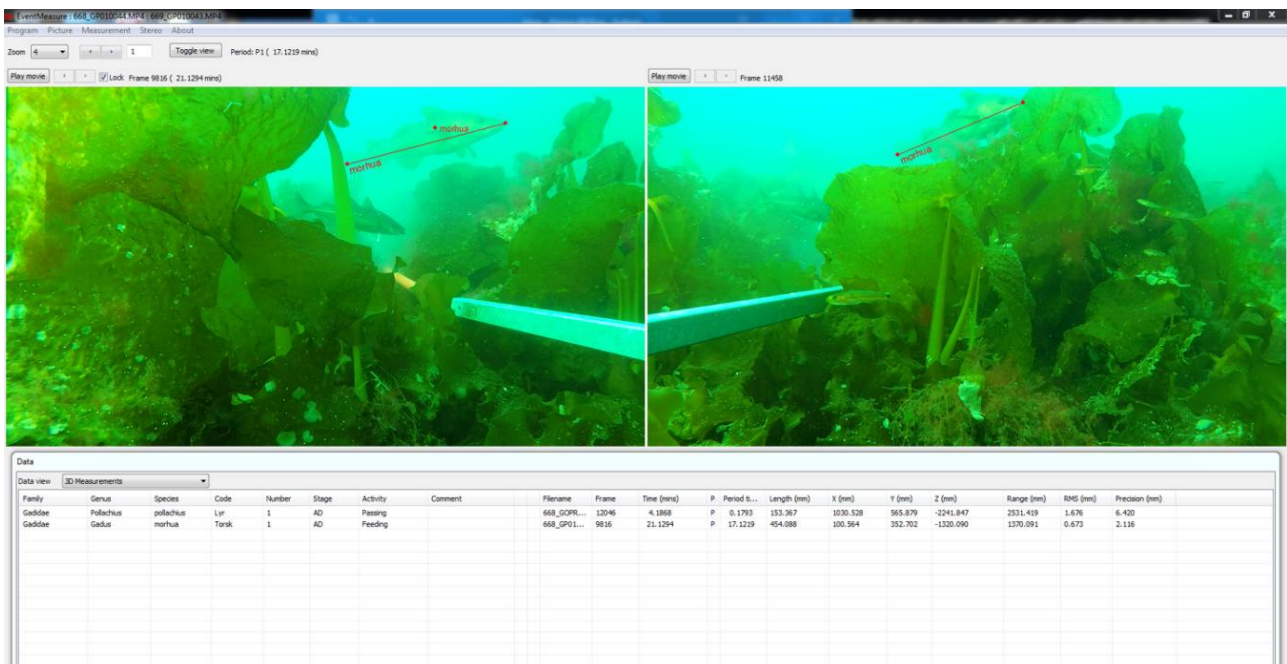 EventMeasure : 668_GP010044.MP4 : 669_GP010043.MP4
Program Picture Measurement Stereo About
Zoom 4 1 Toggle view Period: P1 ( 17.1219 mins)
Play movie Lock Frame 9816 ( 21.1294 mins) Play movie Frame 11458
morhua
morhua
morhua
Data
Data view 3D Measurements
Family Genus Species Code Number Stage Activity Comment Filename Frame Time (mins) P Period ti... Length (mm) X (mm) Y (mm) Z (mm) Range (mm) RMS (mm) Precision (mm)
Gadidae Pollachius pollachius Lyr 1 AD Passing 668_GOPR... 12046 4.1868 P 0.1793 153.367 1030.528 565.879 -2241.847 2531.419 1.676 6.420
Gadidae Gadus morhua Torsk 1 AD Feeding 668_GP01... 9816 21.1294 P 17.1219 454.088 100.564 352.702 -1320.090 1370.091 0.673 2.116